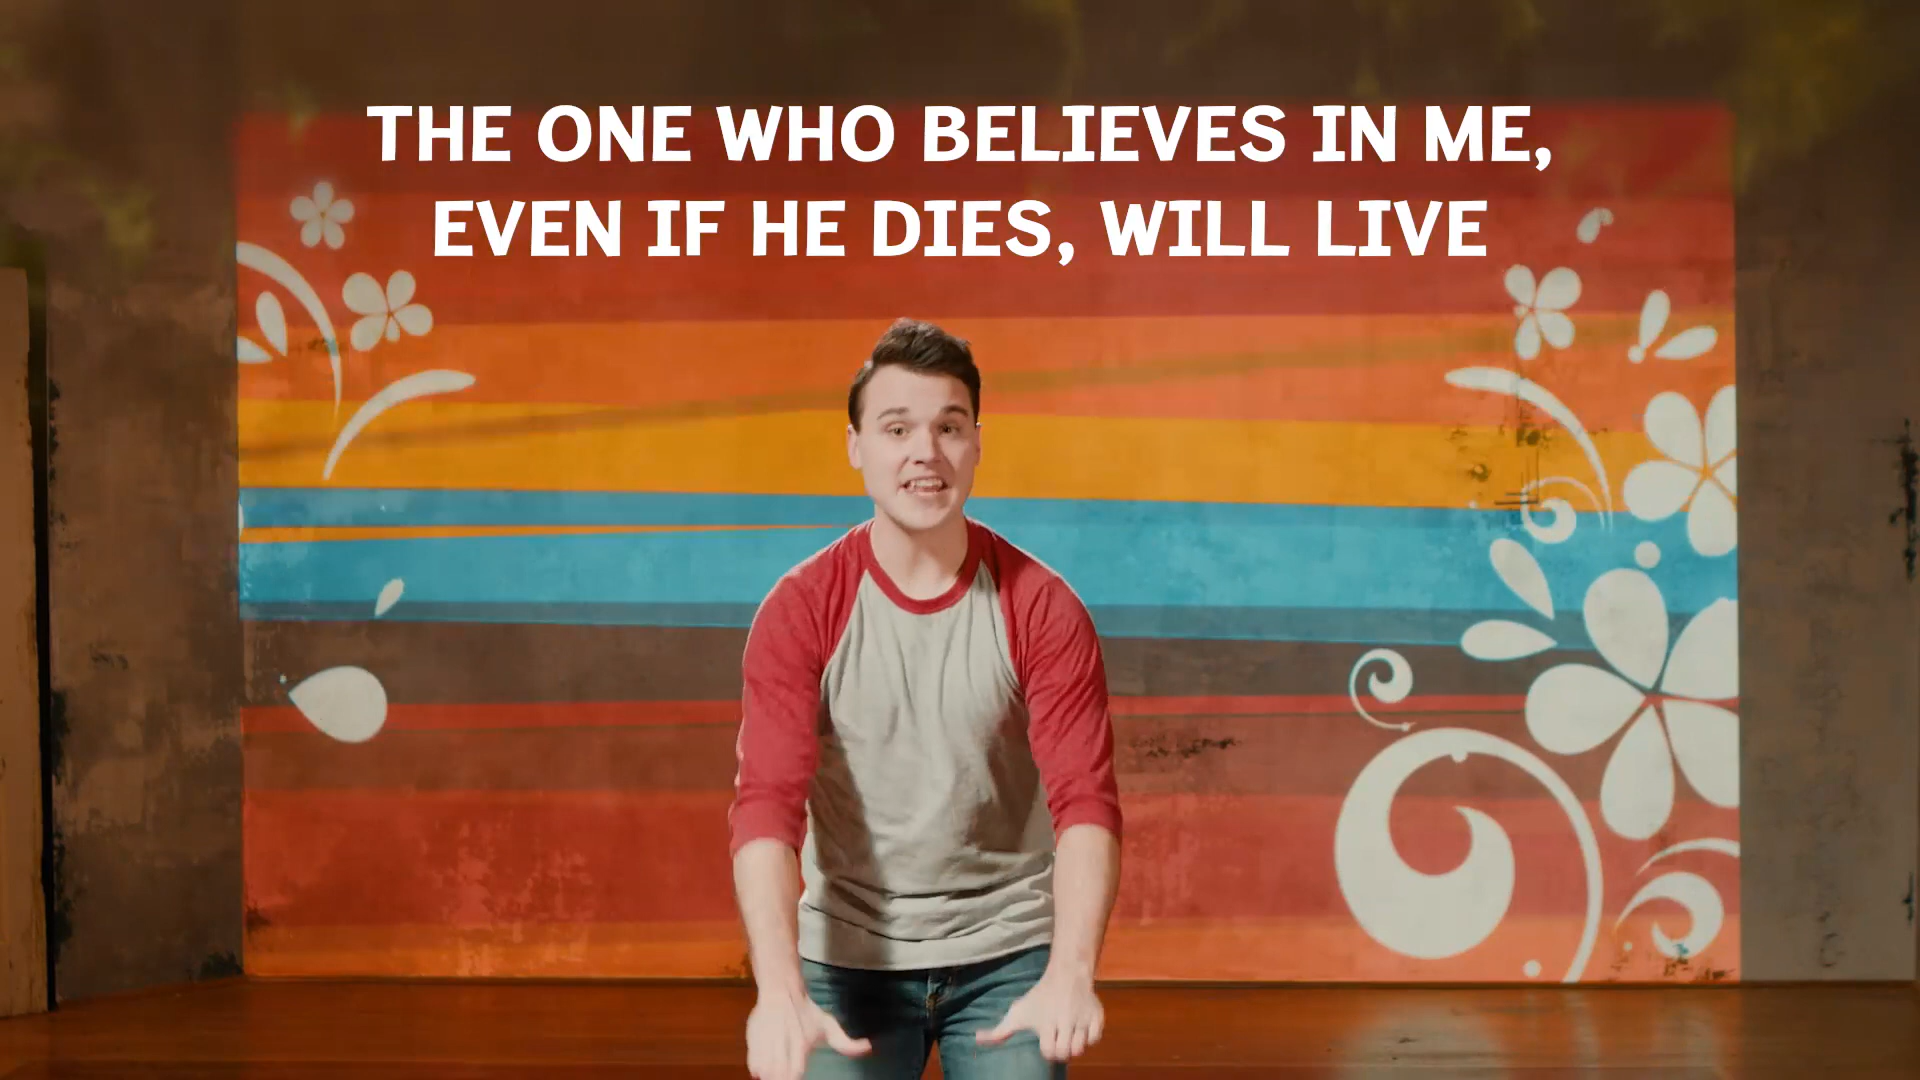 THE ONE WHO BELIEVES IN ME,
EVEN IF HE DIES, WILL LIVE